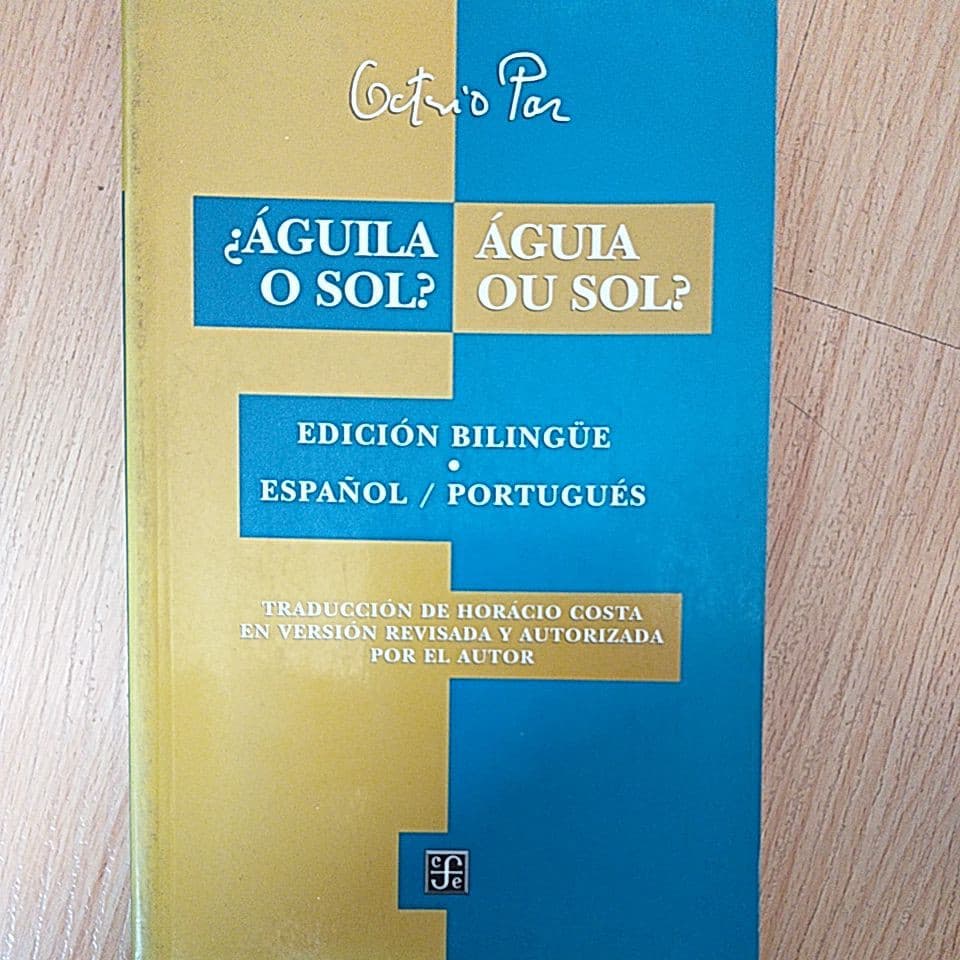 Octavio Paz
¿ÁGUILA
O SOL?
ÁGUIA
OU SOL?
EDICIÓN BILINGÜE
•
ESPAÑOL / PORTUGUÉS
TRADUCCIÓN DE HORÁCIO COSTA
EN VERSIÓN REVISADA Y AUTORIZADA
POR EL AUTOR
cfe